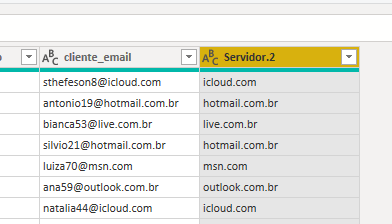 o ABC cliente_email ABC Servidor.2
sthefeson8@icloud.com icloud.com
antonio19@hotmail.com.br hotmail.com.br
bianca53@live.com.br live.com.br
silvio21@hotmail.com.br hotmail.com.br
luiza70@msn.com msn.com
ana59@outlook.com.br outlook.com.br
natalia44@icloud.com icloud.com